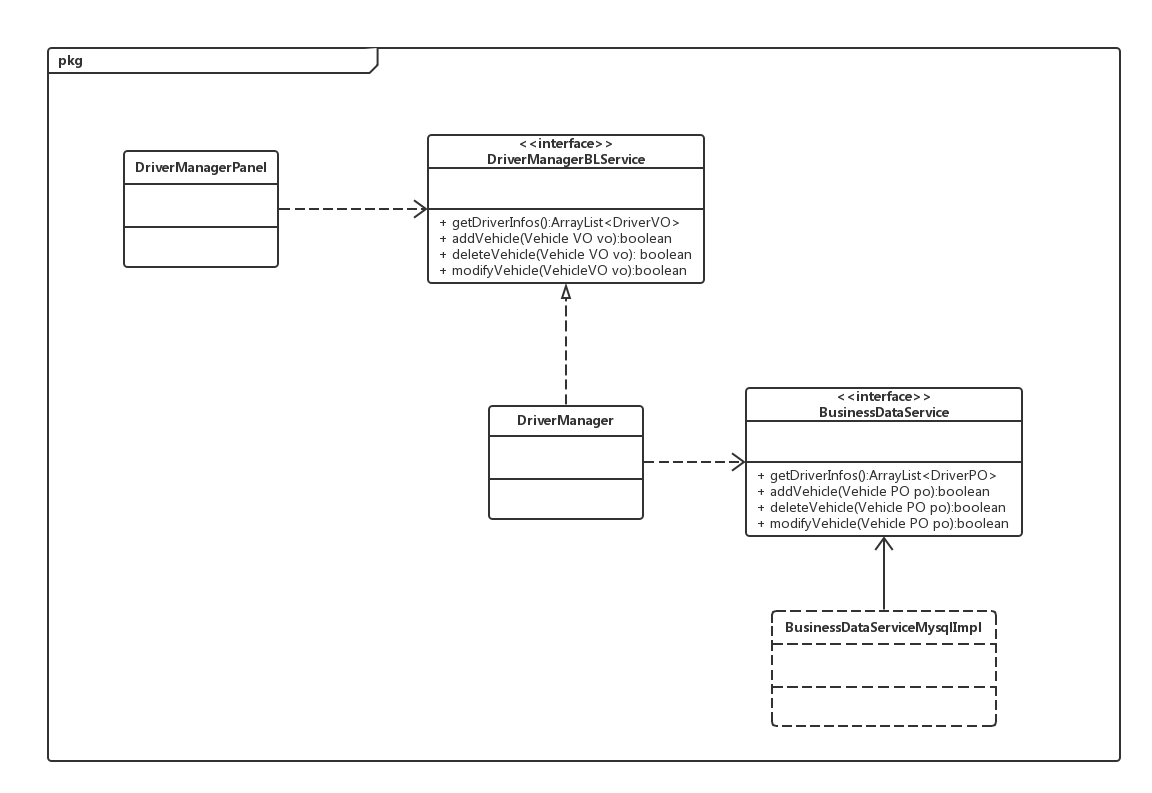 pkg
DriverManagerPanel
<<interface>>
DriverManagerBLService
+ getDriverInfos():ArrayList<DriverVO>
+ addVehicle(Vehicle VO vo):boolean
+ deleteVehicle(Vehicle VO vo): boolean
+ modifyVehicle(VehicleVO vo):boolean
DriverManager
<<interface>>
BusinessDataService
+ getDriverInfos():ArrayList<DriverPO>
+ addVehicle(Vehicle PO po):boolean
+ deleteVehicle(Vehicle PO po):boolean
+ modifyVehicle(Vehicle PO po):boolean
BusinessDataServiceMysqlImpl